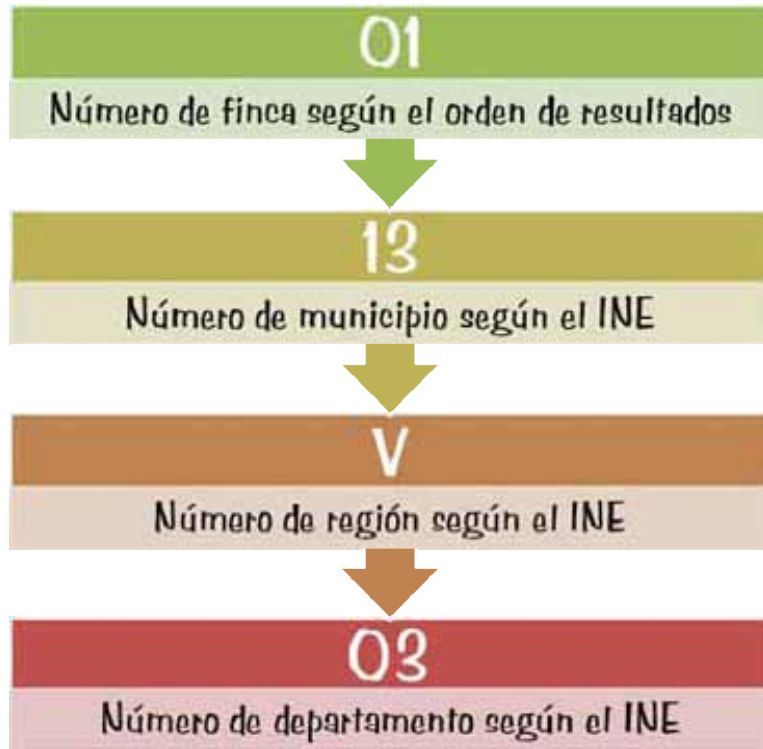 01
Número de finca según el orden de resultados
13
Número de municipio según el INE
V
Número de región según el INE
03
Número de departamento según el INE